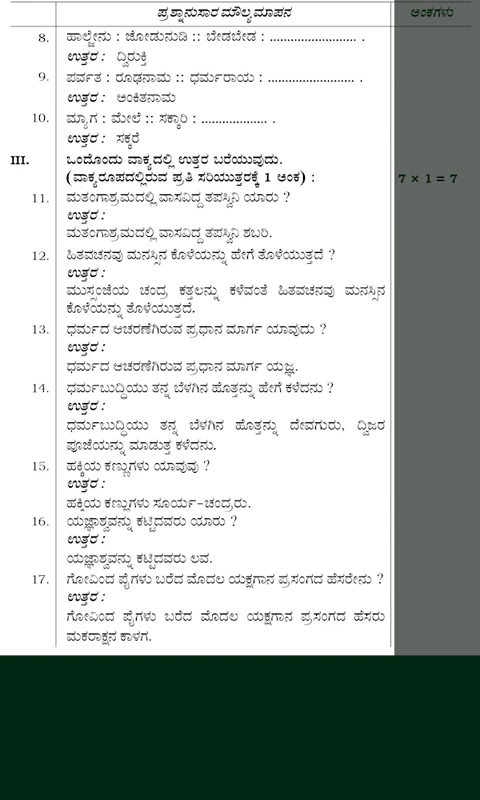 ಪ್ರಶ್ನಾನುಸಾರ ಮೌಲ್ಯಮಾಪನ ಅಂಕಗಳು
8. ಹಾಲ್ಜೇನು : ಜೋಡುನುಡಿ :: ಬೇಡಬೇಡ : ......................... .
ಉತ್ತರ : ದ್ವಿರುಕ್ತಿ
9. ಪರ್ವತ : ರೂಢನಾಮ :: ಧರ್ಮರಾಯ : ......................... .
ಉತ್ತರ : ಅಂಕಿತನಾಮ
10. ಮ್ಯಾಗ : ಮೇಲೆ :: ಸಕ್ಕಾರಿ : ................... .
ಉತ್ತರ : ಸಕ್ಕರೆ
III. ಒಂದೊಂದು ವಾಕ್ಯದಲ್ಲಿ ಉತ್ತರ ಬರೆಯುವುದು.
(ವಾಕ್ಯರೂಪದಲ್ಲಿರುವ ಪ್ರತಿ ಸರಿಯುತ್ತರಕ್ಕೆ 1 ಅಂಕ) : 7 × 1 = 7
11. ಮತಂಗಾಶ್ರಮದಲ್ಲಿ ವಾಸವಿದ್ದ ತಪಸ್ವಿನಿ ಯಾರು ?
ಉತ್ತರ :
ಮತಂಗಾಶ್ರಮದಲ್ಲಿ ವಾಸವಿದ್ದ ತಪಸ್ವಿನಿ ಶಬರಿ.
12. ಹಿತವಚನವು ಮನಸ್ಸಿನ ಕೊಳೆಯನ್ನು ಹೇಗೆ ತೊಳೆಯುತ್ತದೆ ?
ಉತ್ತರ :
ಮುಸ್ಸಂಜೆಯ ಚಂದ್ರ ಕತ್ತಲನ್ನು ಕಳೆವಂತೆ ಹಿತವಚನವು ಮನಸ್ಸಿನ
ಕೊಳೆಯನ್ನು ತೊಳೆಯುತ್ತದೆ.
13. ಧರ್ಮದ ಆಚರಣೆಗಿರುವ ಪ್ರಧಾನ ಮಾರ್ಗ ಯಾವುದು ?
ಉತ್ತರ :
ಧರ್ಮದ ಆಚರಣೆಗಿರುವ ಪ್ರಧಾನ ಮಾರ್ಗ ಯಜ್ಞ.
14. ಧರ್ಮಬುದ್ಧಿಯು ತನ್ನ ಬೆಳಗಿನ ಹೊತ್ತನ್ನು ಹೇಗೆ ಕಳೆದನು ?
ಉತ್ತರ :
ಧರ್ಮಬುದ್ಧಿಯು ತನ್ನ ಬೆಳಗಿನ ಹೊತ್ತನ್ನು ದೇವಗುರು, ದ್ವಿಜರ
ಪೂಜೆಯನ್ನು ಮಾಡುತ್ತ ಕಳೆದನು.
15. ಹಕ್ಕಿಯ ಕಣ್ಣುಗಳು ಯಾವುವು ?
ಉತ್ತರ :
ಹಕ್ಕಿಯ ಕಣ್ಣುಗಳು ಸೂರ್ಯ-ಚಂದ್ರರು.
16. ಯಜ್ಞಾಶ್ವವನ್ನು ಕಟ್ಟಿದವರು ಯಾರು ?
ಉತ್ತರ :
ಯಜ್ಞಾಶ್ವವನ್ನು ಕಟ್ಟಿದವರು ಲವ.
17. ಗೋವಿಂದ ಪೈಗಳು ಬರೆದ ಮೊದಲ ಯಕ್ಷಗಾನ ಪ್ರಸಂಗದ ಹೆಸರೇನು ?
ಉತ್ತರ :
ಗೋವಿಂದ ಪೈಗಳು ಬರೆದ ಮೊದಲ ಯಕ್ಷಗಾನ ಪ್ರಸಂಗದ ಹೆಸರು
ಮಕರಾಕ್ಷನ ಕಾಳಗ.